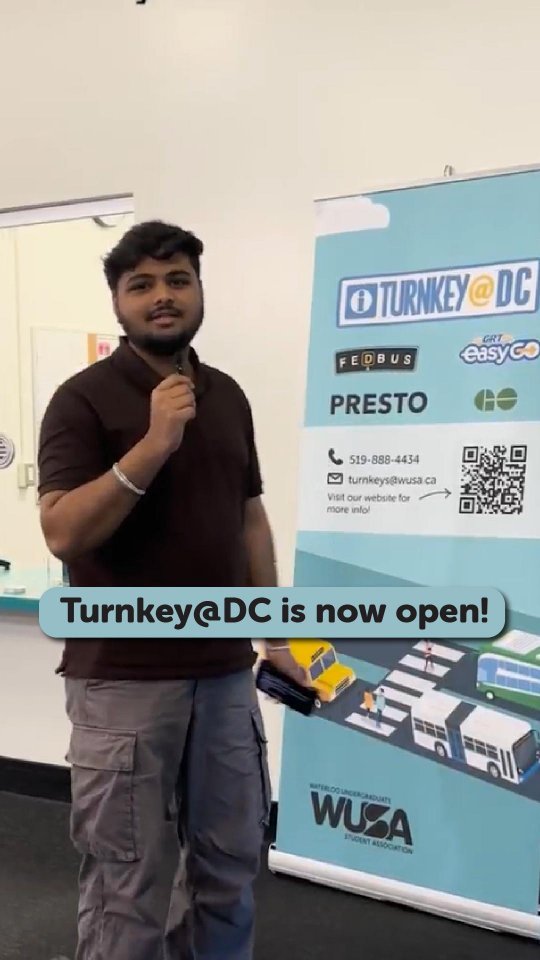 TURNKEY@DC
FEDBUS
GRT
easyGO
PRESTO
GO
519-888-4434
turnkeys@wusa.ca
Visit our website for
more info!
Turnkey@DC is now open!
WATERLOO UNDERGRADUATE
WUSA
STUDENT ASSOCIATION